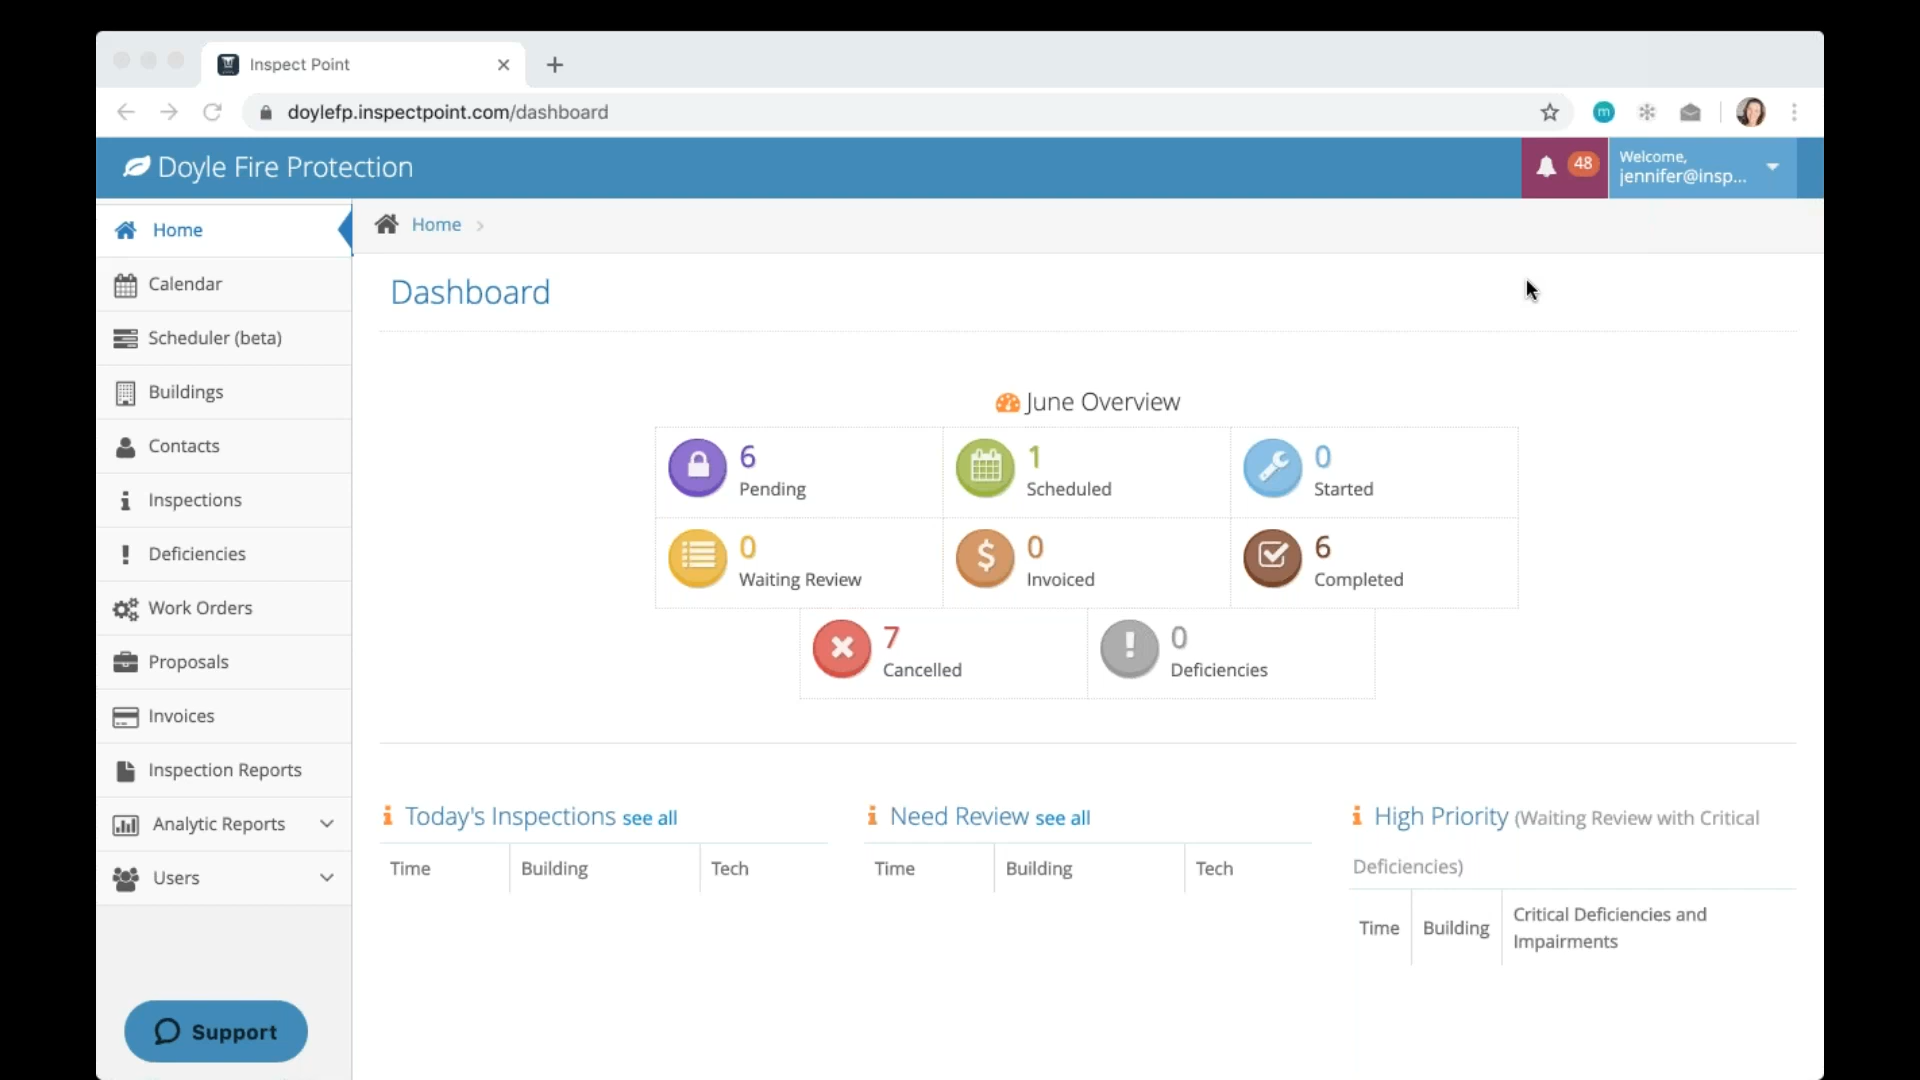 Inspect Point
doylefp.inspectpoint.com/dashboard
m
Doyle Fire Protection
48
Welcome,
jennifer@insp...
Home
Calendar
Scheduler (beta)
Buildings
Contacts
Inspections
Deficiencies
Work Orders
Proposals
Invoices
Inspection Reports
Analytic Reports
Users
Support
Home
Dashboard
June Overview
6
Pending
1
Scheduled
0
Started
0
Waiting Review
0
Invoiced
6
Completed
7
Cancelled
0
Deficiencies
Today's Inspections see all
Time Building Tech
Need Review see all
Time Building Tech
High Priority (Waiting Review with Critical
Deficiencies)
Time Building Critical Deficiencies and
Impairments